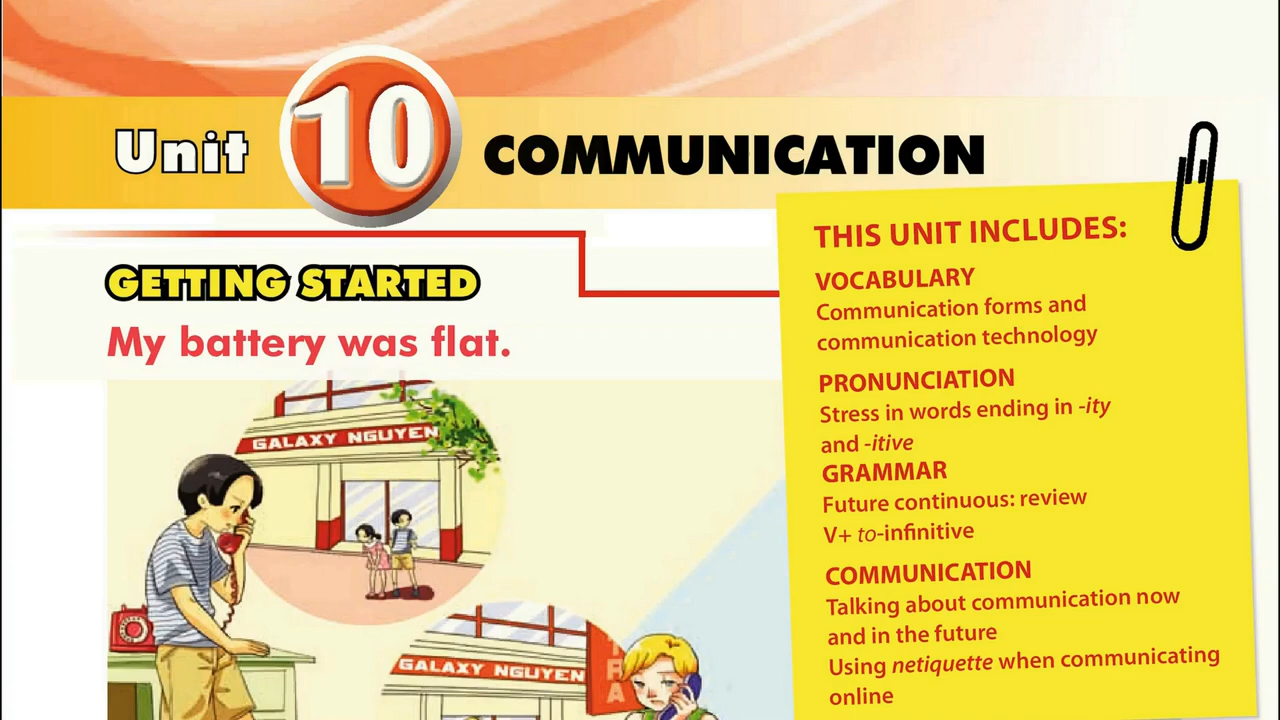 Unit 10 COMMUNICATION
GETTING STARTED
My battery was flat.
GALAXY NGUYEN
GALAXY NGUYEN
TRA
THIS UNIT INCLUDES:
VOCABULARY
Communication forms and
communication technology
PRONUNCIATION
Stress in words ending in -ity
and -itive
GRAMMAR
Future continuous: review
V+ to-infinitive
COMMUNICATION
Talking about communication now
and in the future
Using netiquette when communicating
online